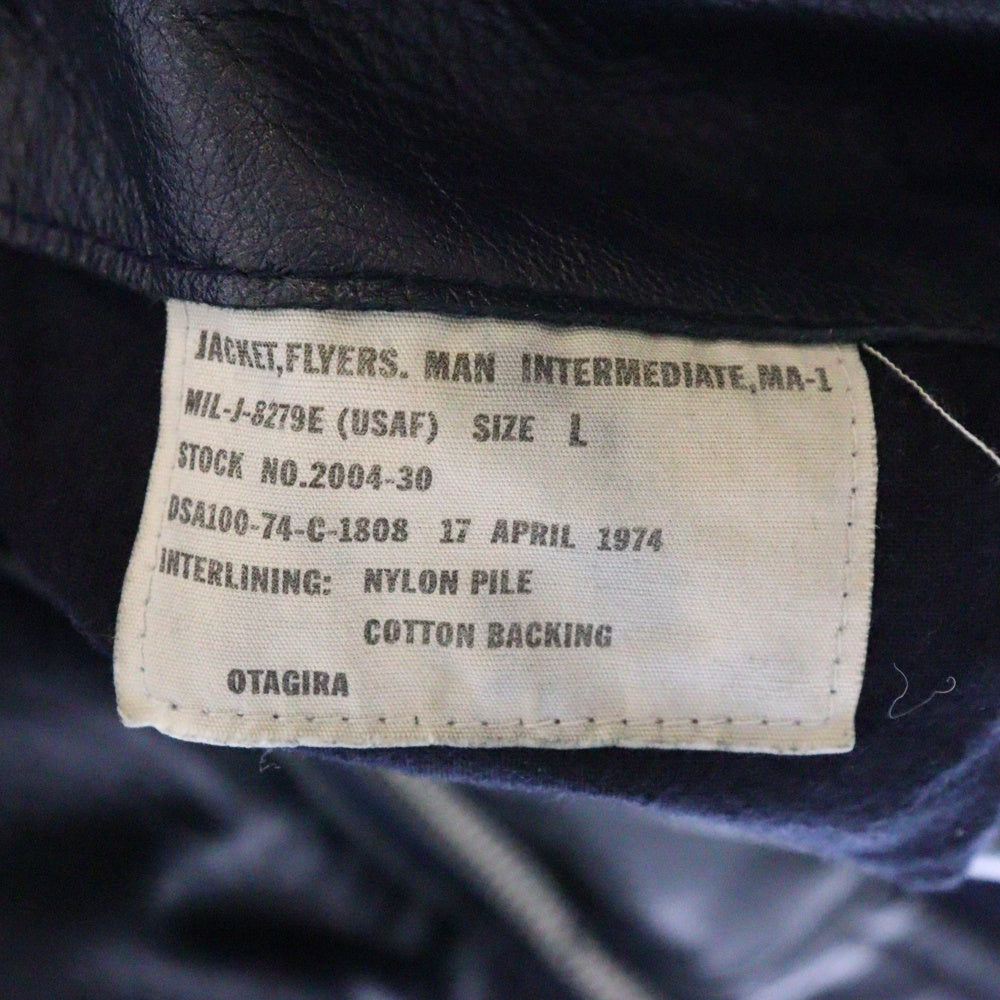 JACKET,FLYERS. MAN INTERMEDIATE,MA-1
MIL-J-8279E (USAF) SIZE L
STOCK NO.2004-30
DSA100-74-C-1808 17 APRIL 1974
INTERLINING: NYLON PILE
COTTON BACKING
OTAGIRA